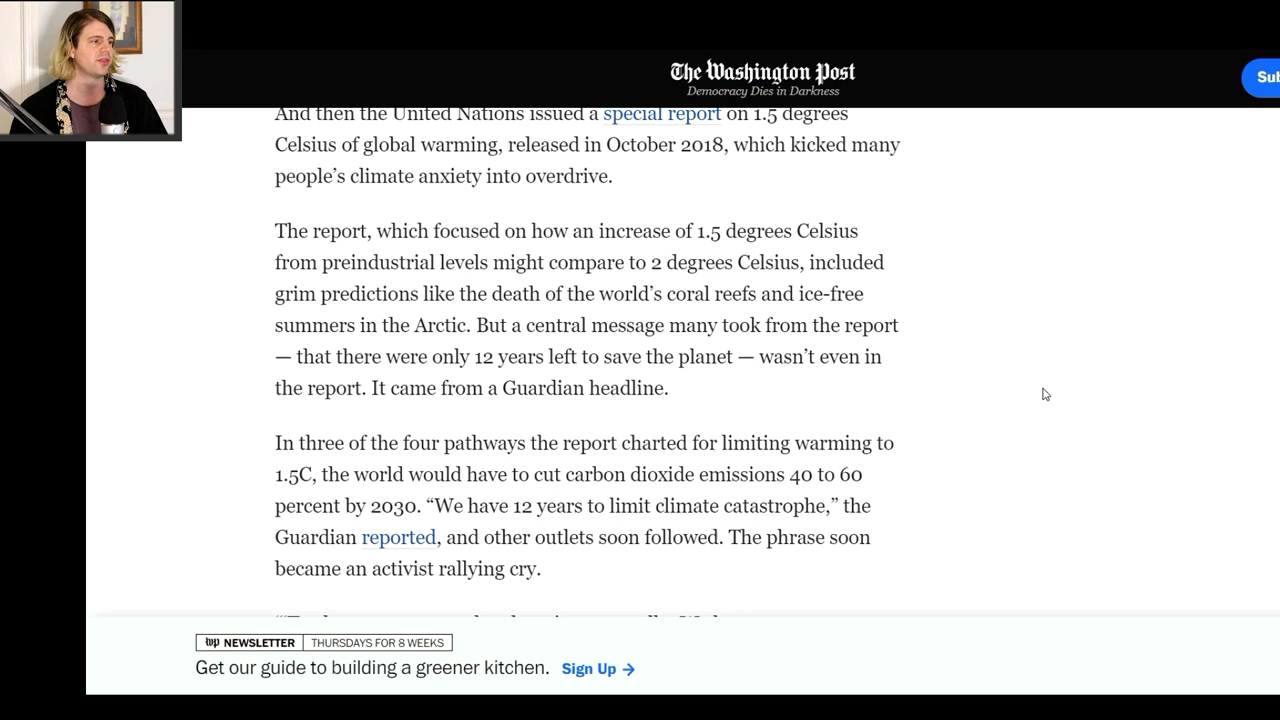 The Washington Post
Democracy Dies in Darkness
Sub
And then the United Nations issued a special report on 1.5 degrees
Celsius of global warming, released in October 2018, which kicked many
people’s climate anxiety into overdrive.
The report, which focused on how an increase of 1.5 degrees Celsius
from preindustrial levels might compare to 2 degrees Celsius, included
grim predictions like the death of the world’s coral reefs and ice-free
summers in the Arctic. But a central message many took from the report
— that there were only 12 years left to save the planet — wasn’t even in
the report. It came from a Guardian headline.
In three of the four pathways the report charted for limiting warming to
1.5C, the world would have to cut carbon dioxide emissions 40 to 60
percent by 2030. “We have 12 years to limit climate catastrophe,” the
Guardian reported, and other outlets soon followed. The phrase soon
became an activist rallying cry.
wp NEWSLETTER THURSDAYS FOR 8 WEEKS
Get our guide to building a greener kitchen. Sign Up →